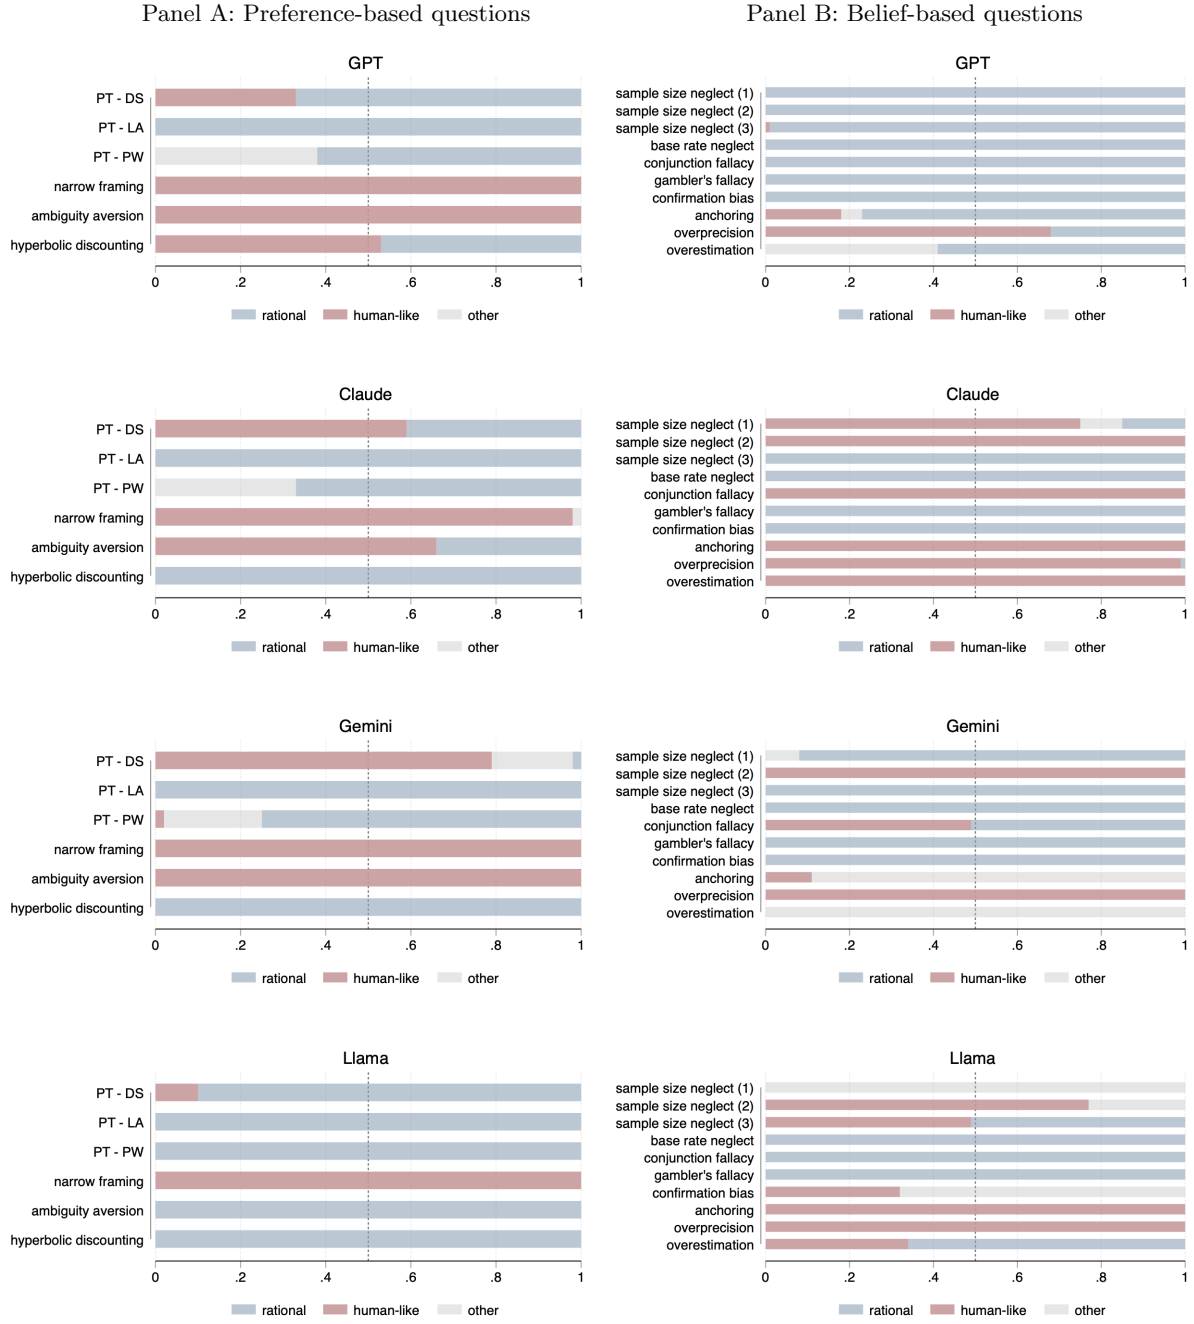 Panel A: Preference-based questions
GPT
PT - DS
PT - LA
PT - PW
narrow framing
ambiguity aversion
hyperbolic discounting
0 .2 .4 .6 .8 1
rational human-like other
Claude
PT - DS
PT - LA
PT - PW
narrow framing
ambiguity aversion
hyperbolic discounting
0 .2 .4 .6 .8 1
rational human-like other
Gemini
PT - DS
PT - LA
PT - PW
narrow framing
ambiguity aversion
hyperbolic discounting
0 .2 .4 .6 .8 1
rational human-like other
Llama
PT - DS
PT - LA
PT - PW
narrow framing
ambiguity aversion
hyperbolic discounting
0 .2 .4 .6 .8 1
rational human-like other
Panel B: Belief-based questions
GPT
sample size neglect (1)
sample size neglect (2)
sample size neglect (3)
base rate neglect
conjunction fallacy
gambler's fallacy
confirmation bias
anchoring
overprecision
overestimation
0 .2 .4 .6 .8 1
rational human-like other
Claude
sample size neglect (1)
sample size neglect (2)
sample size neglect (3)
base rate neglect
conjunction fallacy
gambler's fallacy
confirmation bias
anchoring
overprecision
overestimation
0 .2 .4 .6 .8 1
rational human-like other
Gemini
sample size neglect (1)
sample size neglect (2)
sample size neglect (3)
base rate neglect
conjunction fallacy
gambler's fallacy
confirmation bias
anchoring
overprecision
overestimation
0 .2 .4 .6 .8 1
rational human-like other
Llama
sample size neglect (1)
sample size neglect (2)
sample size neglect (3)
base rate neglect
conjunction fallacy
gambler's fallacy
confirmation bias
anchoring
overprecision
overestimation
0 .2 .4 .6 .8 1
rational human-like other